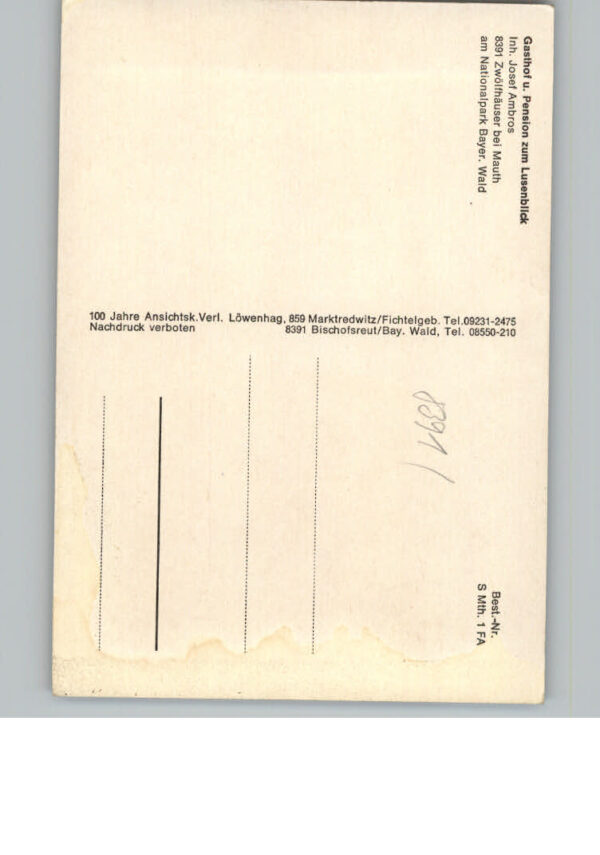 Gasthof u. Pension zum Lusenblick
Inh. Josef Ambros
8391 Zwölfhäuser bei Mauth
am Nationalpark Bayer. Wald
100 Jahre Ansichtsk.Verl. Löwenhag, 859 Marktredwitz/Fichtelgeb. Tel.09231-2475
Nachdruck verboten 8391 Bischofsreut/Bay. Wald, Tel. 08550-210
8391/
Best.-Nr.
S Mth. 1 FA